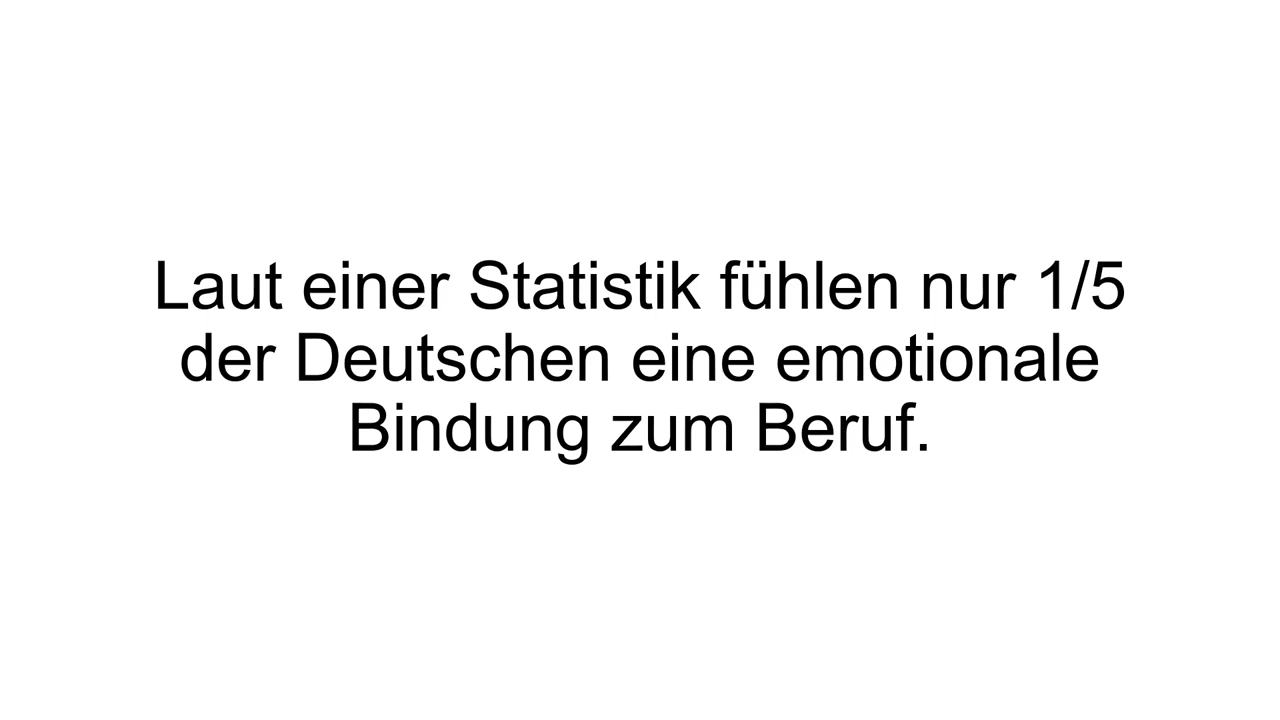 Laut einer Statistik fühlen nur 1/5
der Deutschen eine emotionale
Bindung zum Beruf.